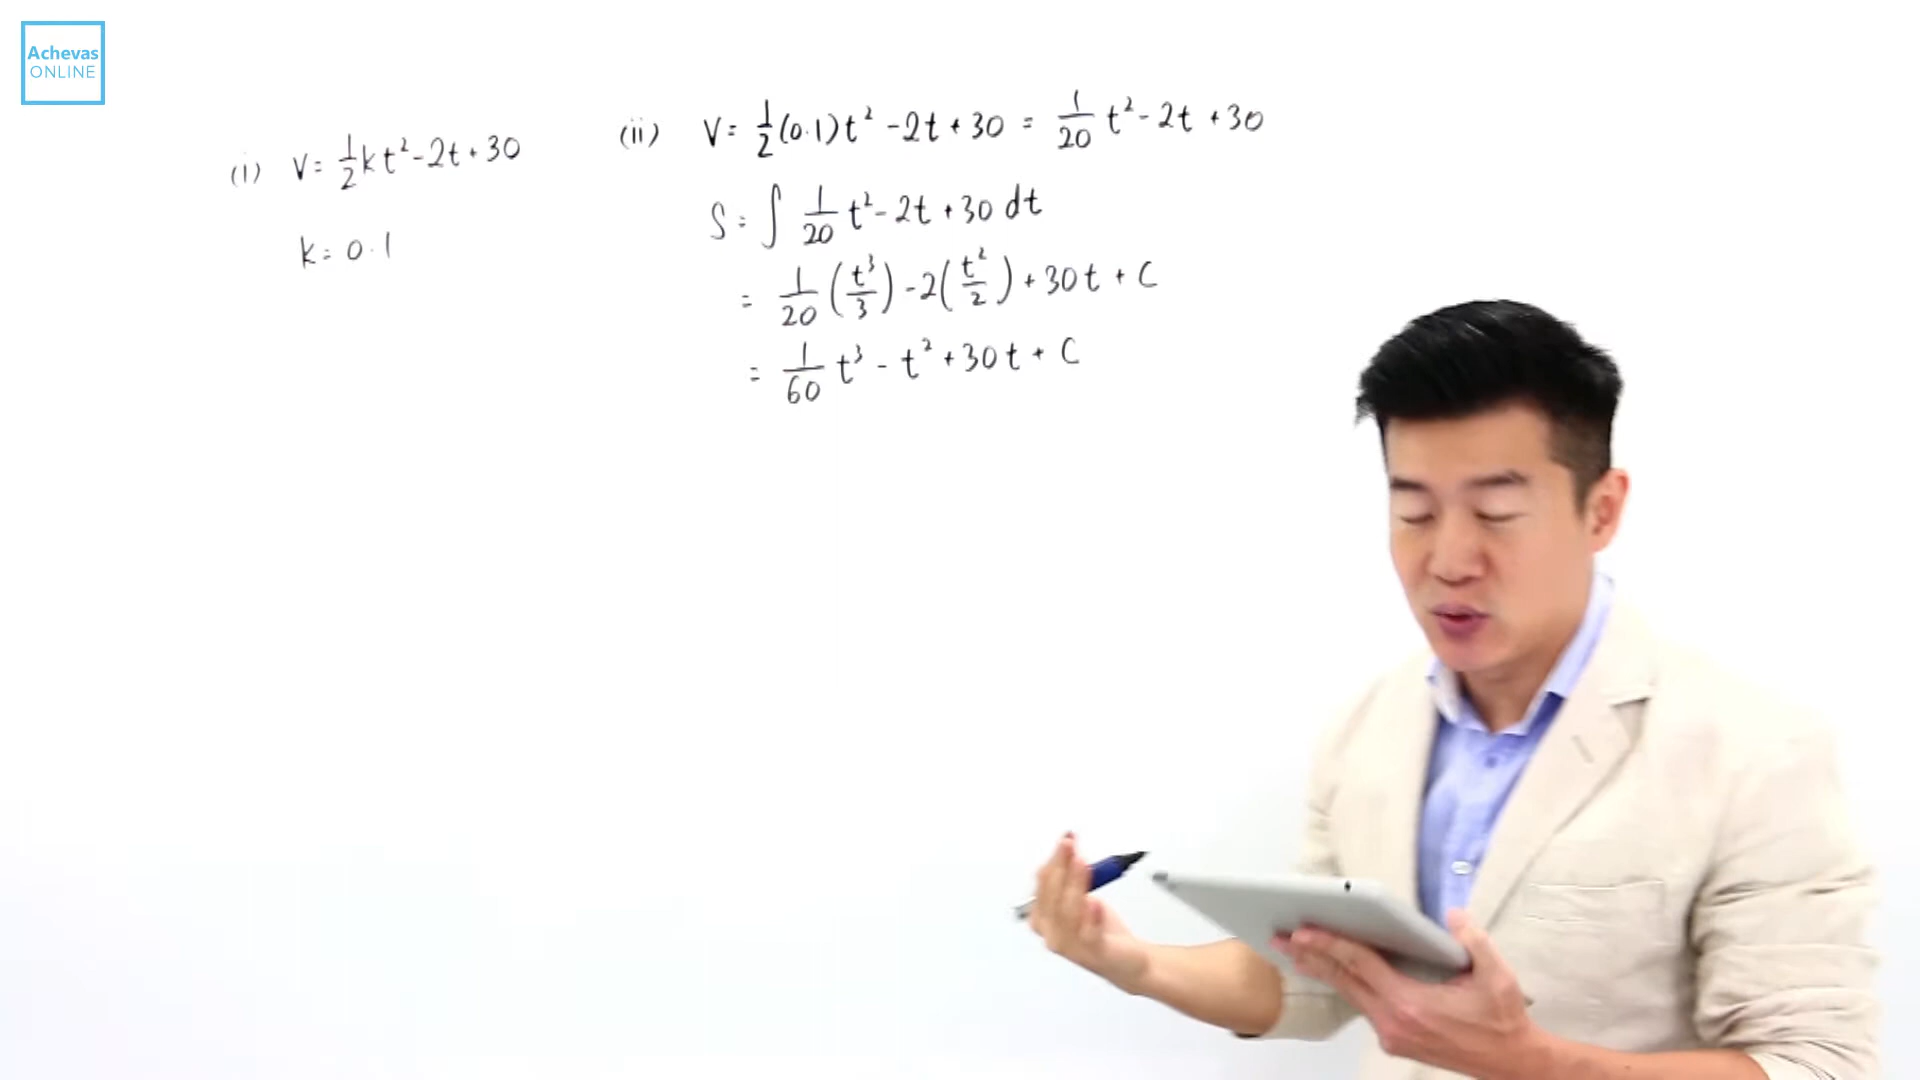 Achevas
ONLINE
(i) V = 1/2 kt² - 2t + 30
k = 0.1
(ii) V = 1/2 (0.1)t² - 2t + 30 = 1/20 t² - 2t + 30
S = ∫ 1/20 t² - 2t + 30 dt
= 1/20 (t³/3) - 2(t²/2) + 30t + C
= 1/60 t³ - t² + 30t + C